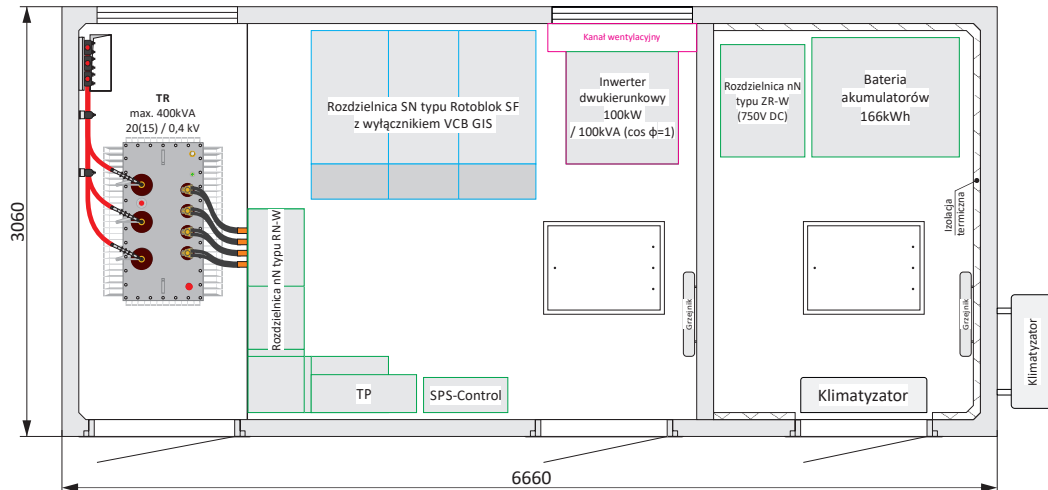 Kanał wentylacyjny
TR
max. 400kVA
20(15) / 0,4 kV
Rozdzielnica SN typu Rotoblok SF
z wyłącznikiem VCB GIS
Inwerter
dwukierunkowy
100kW
/ 100kVA (cos ϕ=1)
Rozdzielnica nN
typu ZR-W
(750V DC)
Bateria
akumulatorów
166kWh
Izolacja
termiczna
3060
Rozdzielnica nN typu RN-W
Grzejnik
Grzejnik
Klimatyzator
TP
SPS-Control
Klimatyzator
6660